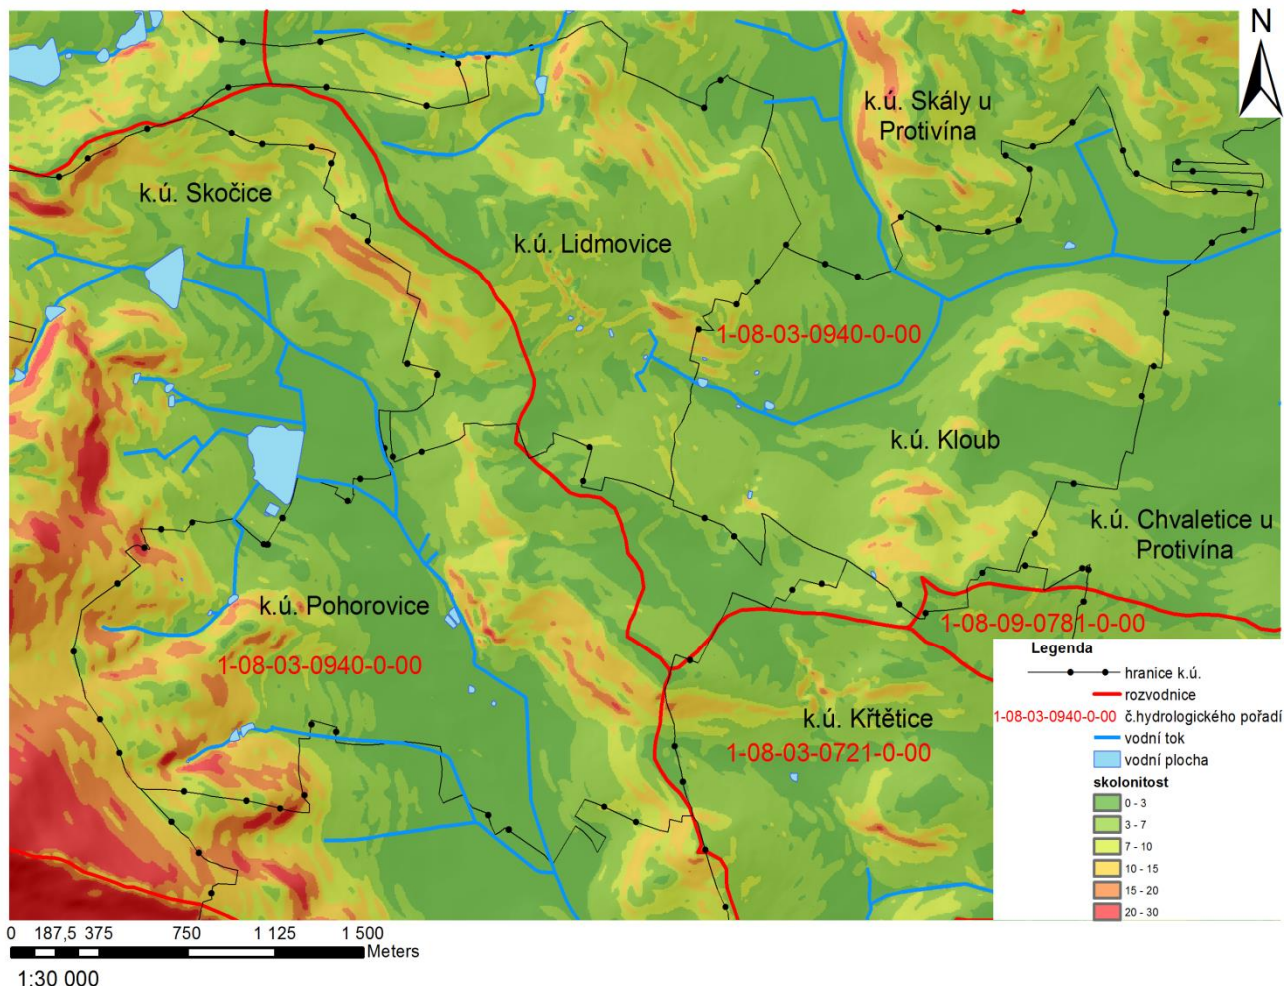 N
k.ú. Skály u
Protivína
k.ú. Skočice
k.ú. Lidmovice
1-08-03-0940-0-00
k.ú. Kloub
k.ú. Chvaletice u
Protivína
k.ú. Pohorovice
1-08-03-0940-0-00
1-08-09-0781-0-00
k.ú. Křtětice
1-08-03-0721-0-00
Legenda
hranice k.ú.
rozvodnice
1-08-03-0940-0-00 č.hydrologického pořadí
vodní tok
vodní plocha
skolonitost
0 - 3
3 - 7
7 - 10
10 - 15
15 - 20
20 - 30
0 187,5 375 750 1 125 1 500
Meters
1:30 000